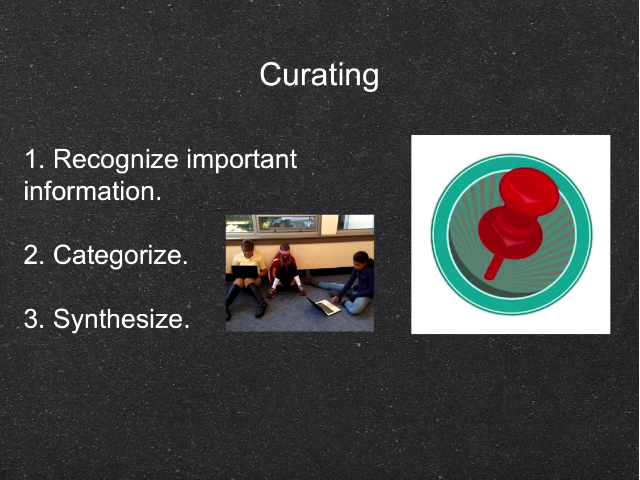 Curating
1. Recognize important
information.
2. Categorize.
3. Synthesize.